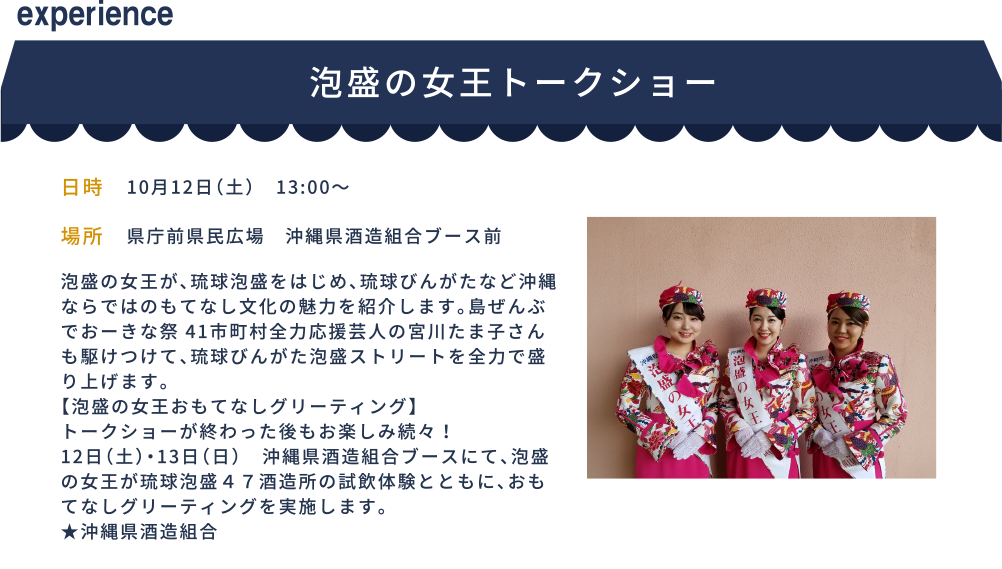 experience
泡盛の女王トークショー
日時 10月12日(土) 13:00〜
場所 県庁前県民広場 沖縄県酒造組合ブース前
泡盛の女王が、琉球泡盛をはじめ、琉球びんがたなど沖縄
ならではのもてなし文化の魅力を紹介します。島ぜんぶ
でおーきな祭 41市町村全力応援芸人の宮川たま子さん
も駆けつけて、琉球びんがた泡盛ストリートを全力で盛
り上げます。
【泡盛の女王おもてなしグリーティング】
トークショーが終わった後もお楽しみ続々！
12日(土)・13日(日) 沖縄県酒造組合ブースにて、泡盛
の女王が琉球泡盛４７酒造所の試飲体験とともに、おも
てなしグリーティングを実施します。
★沖縄県酒造組合
泡盛の女王
泡盛の女王